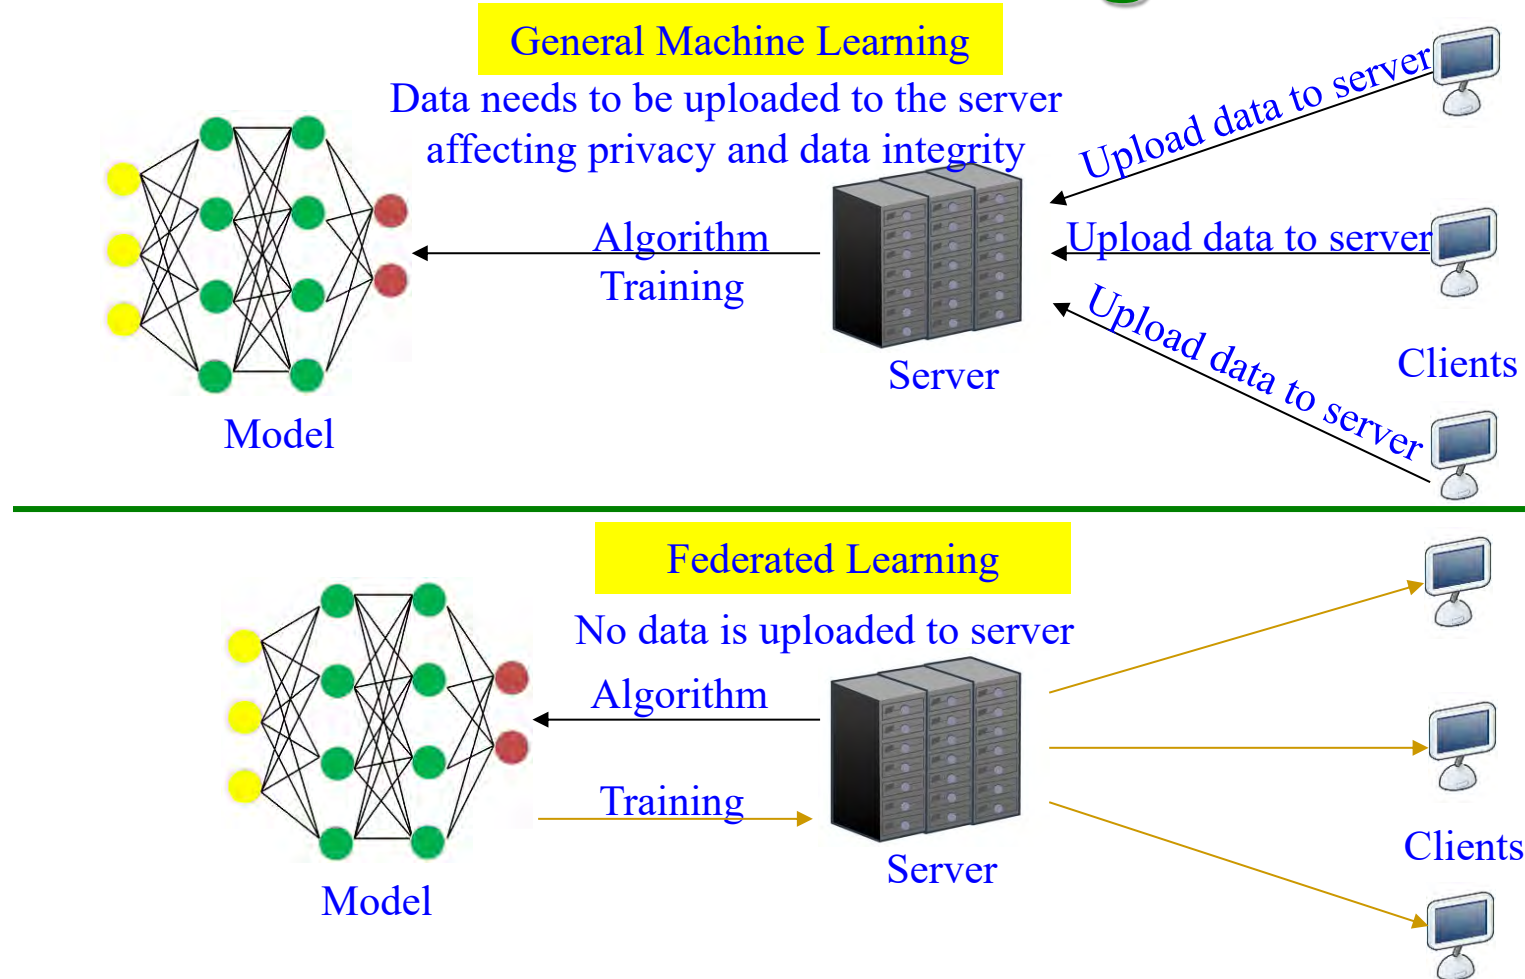 General Machine Learning
Data needs to be uploaded to the server
affecting privacy and data integrity
Upload data to server
Algorithm
Training
Upload data to server
Upload data to server
Server
Clients
Model
Federated Learning
No data is uploaded to server
Algorithm
Training
Server
Clients
Model